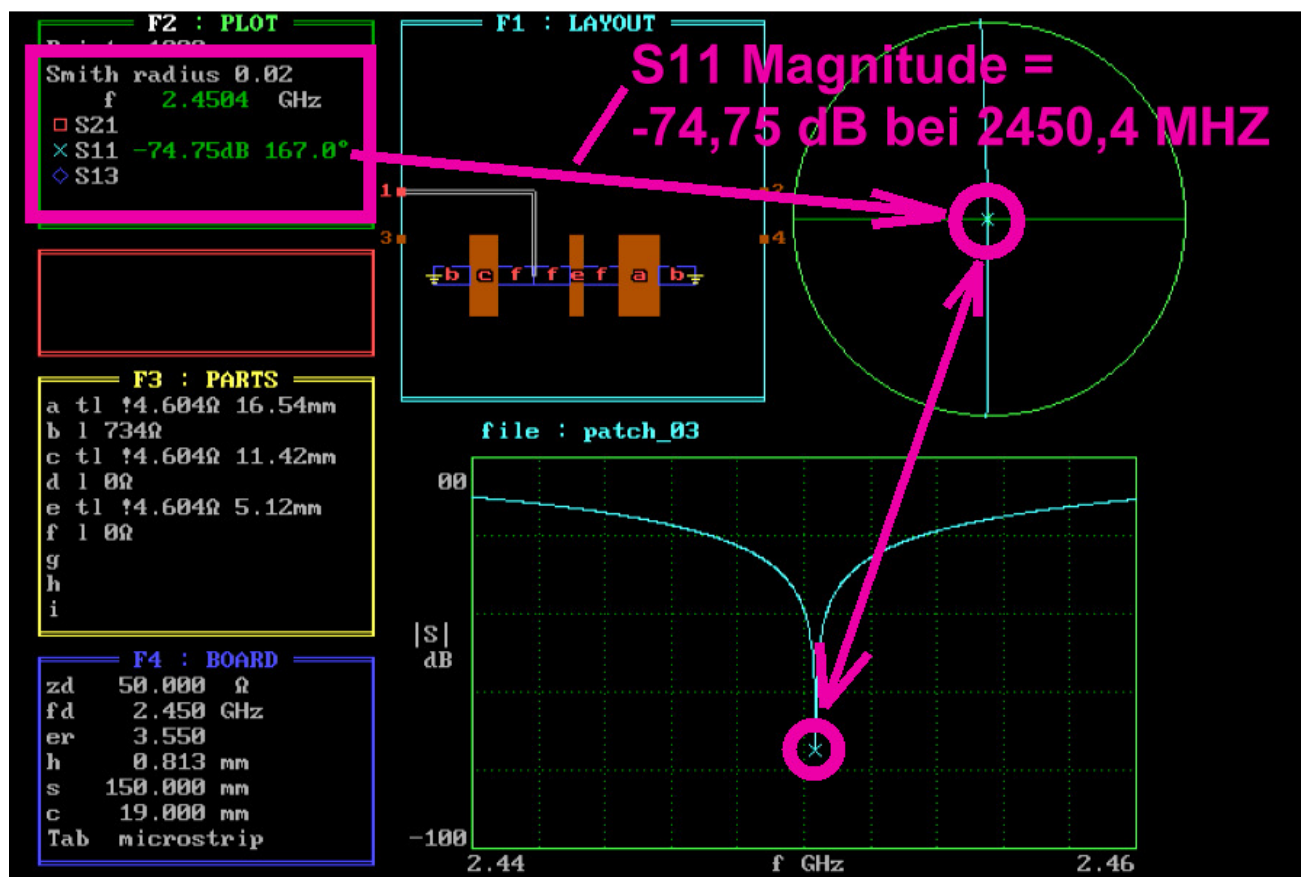 F2 : PLOT
Smith radius 0.02
f 2.4504 GHz
S21
S11 -74.75dB 167.0°
S13
F1 : LAYOUT
S11 Magnitude =
-74,75 dB bei 2450,4 MHZ
1
2
3
4
b c f f e f a b
F3 : PARTS
a tl !4.604Ω 16.54mm
b l 734Ω
c tl !4.604Ω 11.42mm
d l 0Ω
e tl !4.604Ω 5.12mm
f l 0Ω
g
h
i
F4 : BOARD
zd 50.000 Ω
fd 2.450 GHz
er 3.550
h 0.813 mm
s 150.000 mm
c 19.000 mm
Tab microstrip
file : patch_03
00
|S|
dB
-100
2.44 f GHz 2.46